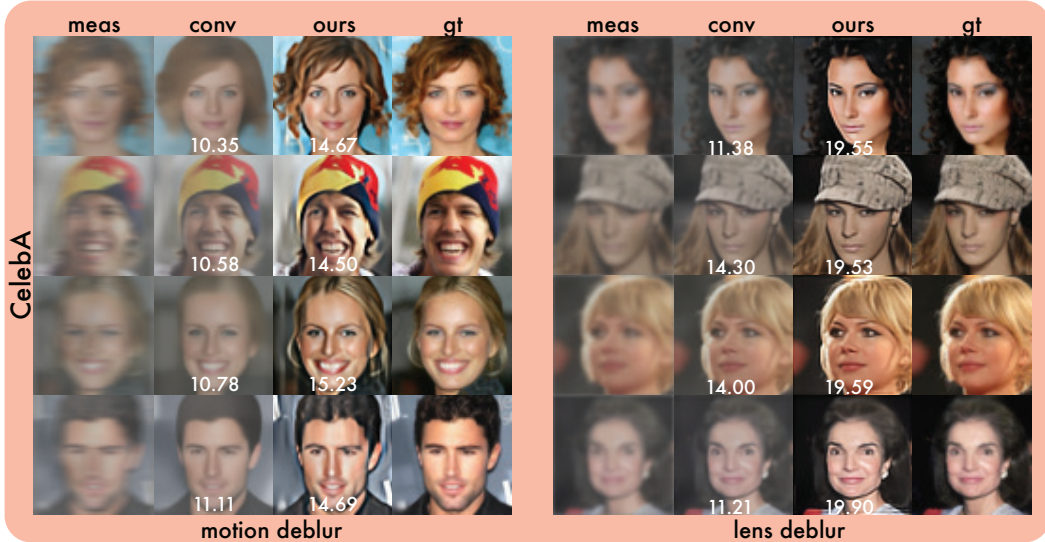 meas conv ours gt meas conv ours gt
10.35 14.67 11.38 19.55
10.58 14.50 14.30 19.53
CelebA
10.78 15.23 14.00 19.59
11.11 14.69 11.21 19.90
motion deblur lens deblur